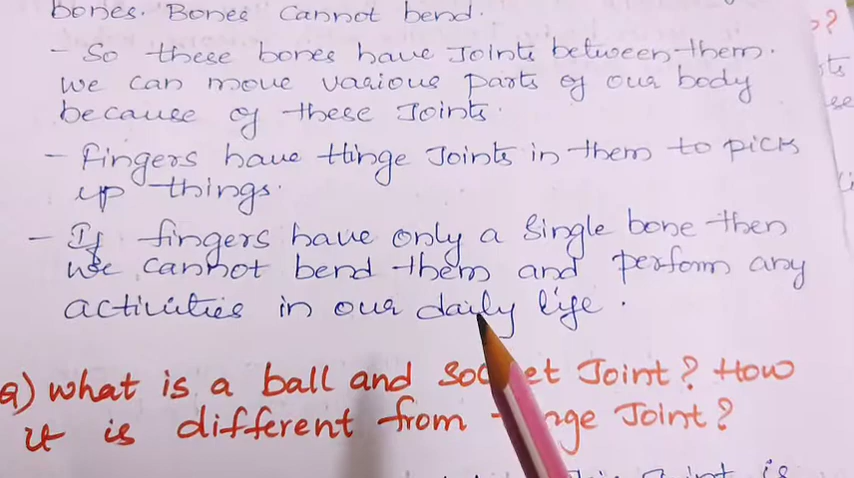 bones. Bones cannot bend.
- So these bones have Joints between them.
we can move various parts of our body
because of these Joints.
- Fingers have Hinge Joints in them to pick
up things.
- If fingers have only a single bone then
we cannot bend them and perform any
activities in our daily life.
Q) what is a ball and Socket Joint? How
it is different from Hinge Joint?
Joint is